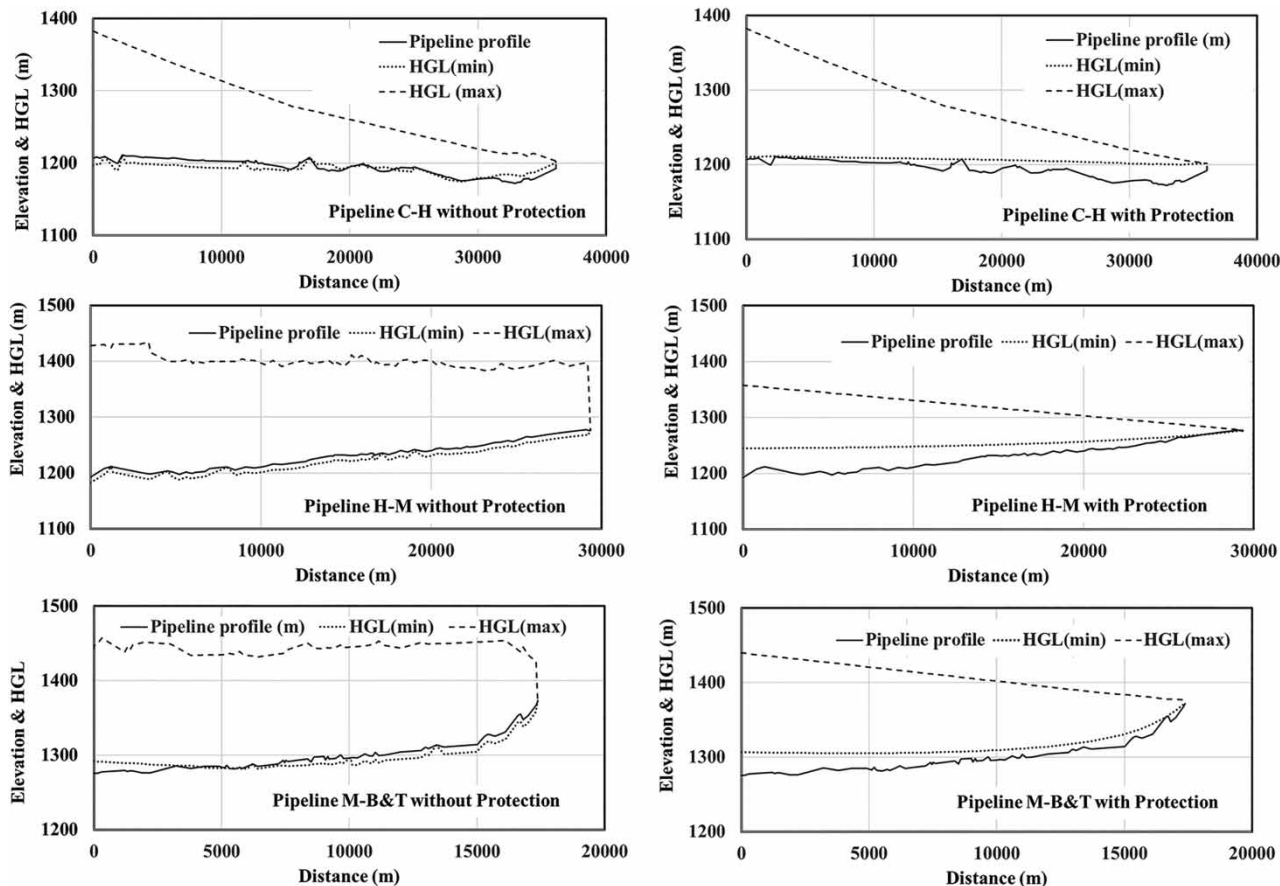 1400
1300
1200
1100
Elevation & HGL (m)
Pipeline profile
HGL(min)
HGL (max)
Pipeline C-H without Protection
0 10000 20000 30000 40000
Distance (m)
1400
1300
1200
1100
Elevation & HGL (m)
Pipeline profile (m)
HGL(min)
HGL(max)
Pipeline C-H with Protection
0 10000 20000 30000 40000
Distance (m)
1500
1400
1300
1200
1100
Elevation & HGL (m)
Pipeline profile HGL(min) HGL(max)
Pipeline H-M without Protection
0 10000 20000 30000
Distance (m)
1500
1400
1300
1200
1100
Elevation & HGL (m)
Pipeline profile HGL(min) HGL(max)
Pipeline H-M with Protection
0 10000 20000 30000
Distance (m)
1500
1400
1300
1200
Elevation & HGL
Pipeline profile (m) HGL(min) HGL(max)
Pipeline M-B&T without Protection
0 5000 10000 15000 20000
Distance (m)
1500
1400
1300
1200
Elevation & HGL (m)
Pipeline profile HGL(min) HGL(max)
Pipeline M-B&T with Protection
0 5000 10000 15000 20000
Distance (m)